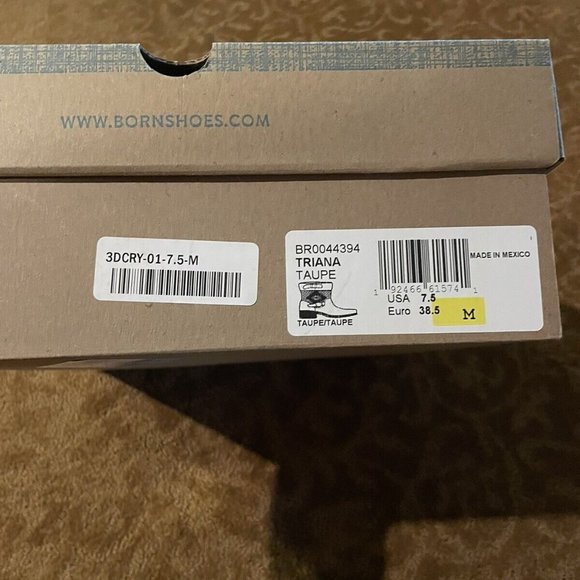 WWW.BORNSHOES.COM
3DCRY-01-7.5-M
BR0044394
TRIANA
TAUPE
TAUPE/TAUPE
1 92466 61574 1
USA 7.5
Euro 38.5
M
MADE IN MEXICO